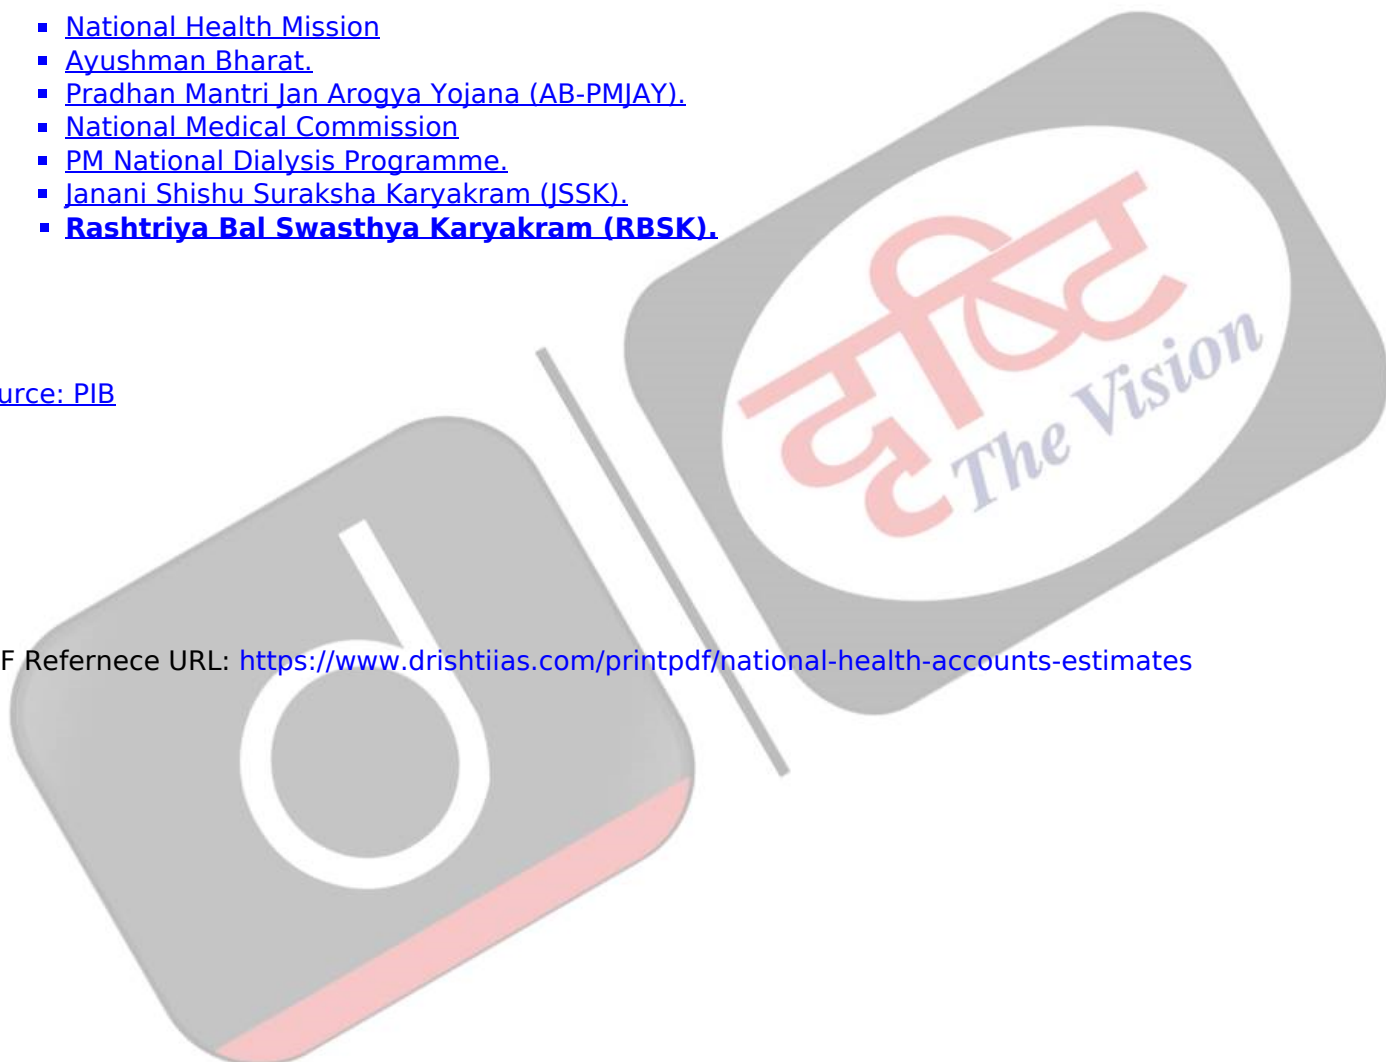 National Health Mission
Ayushman Bharat.
Pradhan Mantri Jan Arogya Yojana (AB-PMJAY).
National Medical Commission
PM National Dialysis Programme.
Janani Shishu Suraksha Karyakram (JSSK).
Rashtriya Bal Swasthya Karyakram (RBSK).
दृष्टि
The Vision
urce: PIB
d
F Refernece URL: https://www.drishtiias.com/printpdf/national-health-accounts-estimates